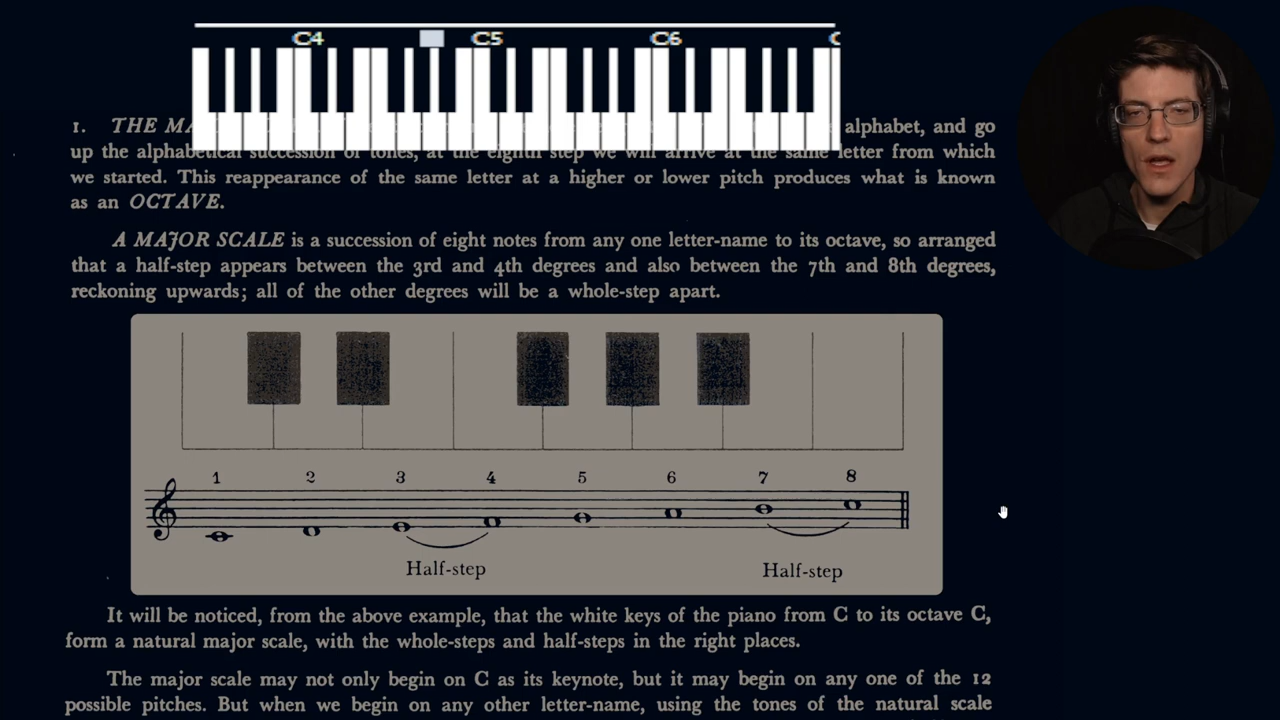 C4 C5 C6
1. THE MA alphabet, and go
up the alphabetical succession of tones, at the eighth step we will arrive at the same letter from which
we started. This reappearance of the same letter at a higher or lower pitch produces what is known
as an OCTAVE.
A MAJOR SCALE is a succession of eight notes from any one letter-name to its octave, so arranged
that a half-step appears between the 3rd and 4th degrees and also between the 7th and 8th degrees,
reckoning upwards; all of the other degrees will be a whole-step apart.
1 2 3 4 5 6 7 8
Half-step Half-step
It will be noticed, from the above example, that the white keys of the piano from C to its octave C,
form a natural major scale, with the whole-steps and half-steps in the right places.
The major scale may not only begin on C as its keynote, but it may begin on any one of the 12
possible pitches. But when we begin on any other letter-name, using the tones of the natural scale